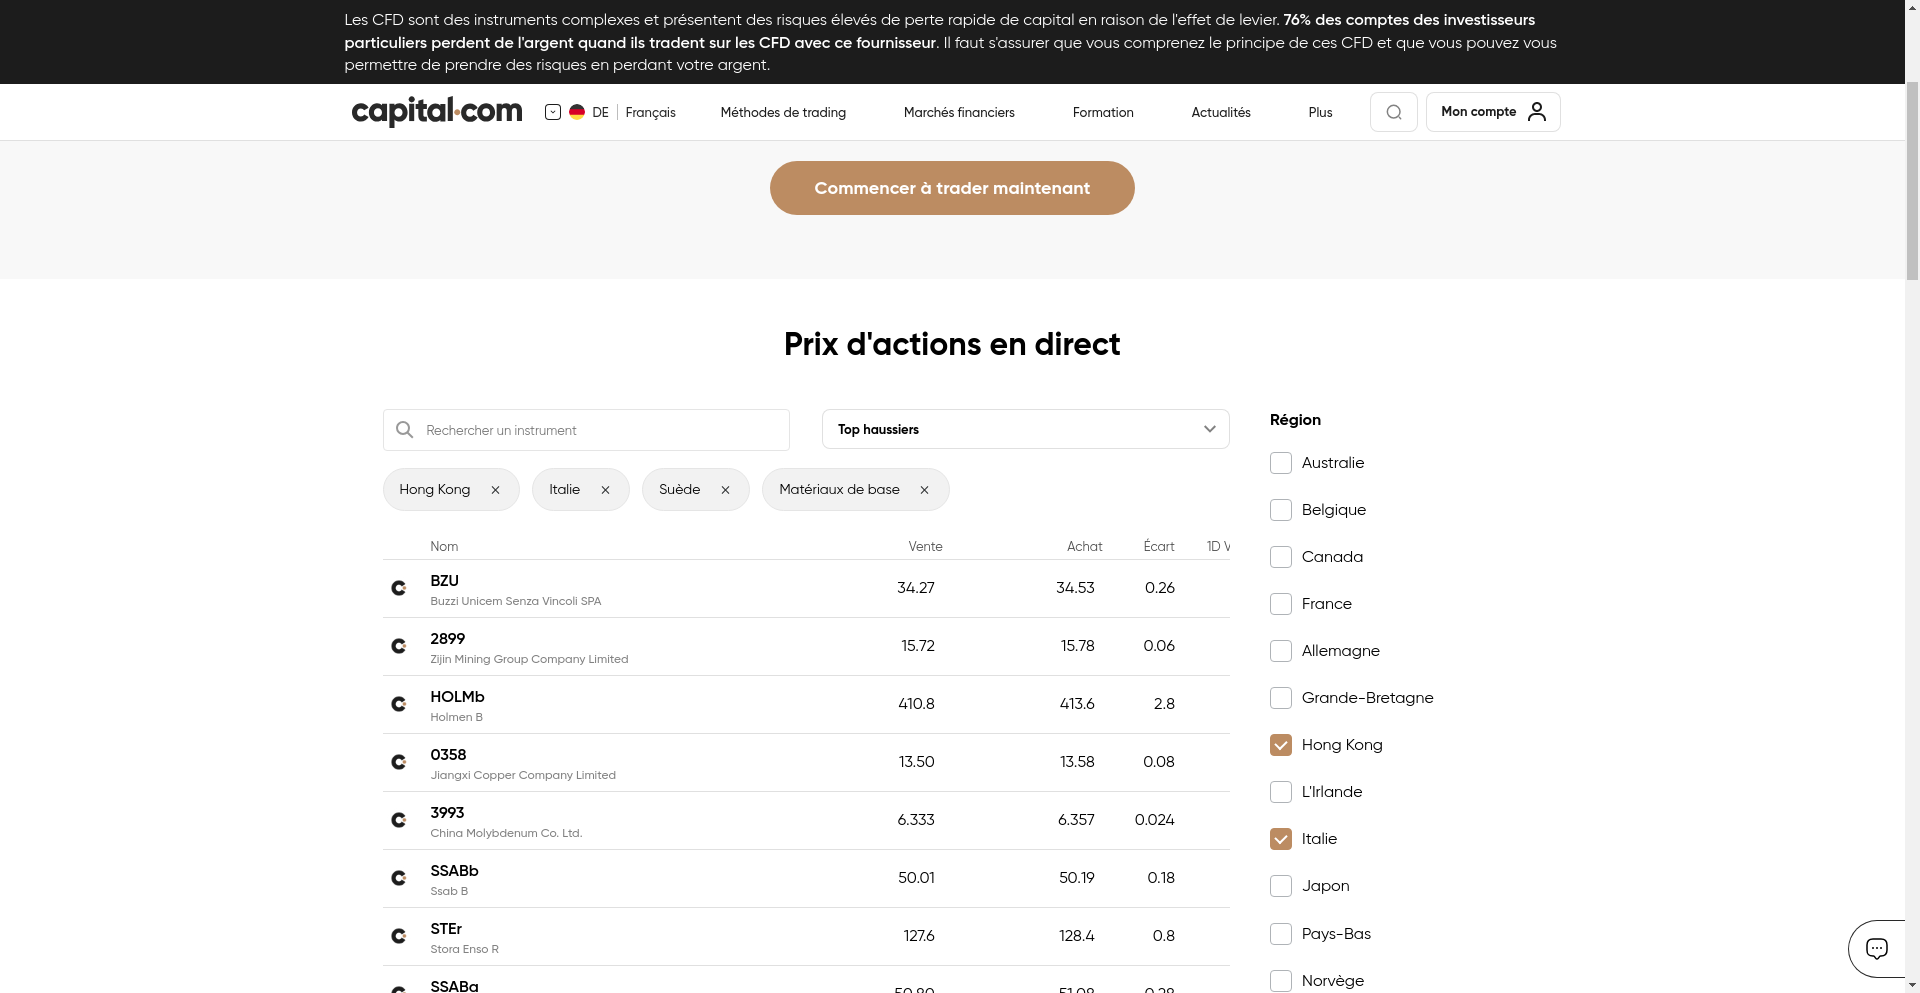 Les CFD sont des instruments complexes et présentent des risques élevés de perte rapide de capital en raison de l'effet de levier. 76% des comptes des investisseurs
particuliers perdent de l'argent quand ils tradent sur les CFD avec ce fournisseur. Il faut s'assurer que vous comprenez le principe de ces CFD et que vous pouvez vous
permettre de prendre des risques en perdant votre argent.
capital.com DE Français Méthodes de trading Marchés financiers Formation Actualités Plus Mon compte
Commencer à trader maintenant
Prix d'actions en direct
Rechercher un instrument Top haussiers
Hong Kong Italie Suède Matériaux de base
Nom Vente Achat Écart 1D
BZU 34.27 34.53 0.26
Buzzi Unicem Senza Vincoli SPA
2899 15.72 15.78 0.06
Zijin Mining Group Company Limited
HOLMb 410.8 413.6 2.8
Holmen B
0358 13.50 13.58 0.08
Jiangxi Copper Company Limited
3993 6.333 6.357 0.024
China Molybdenum Co. Ltd.
SSABb 50.01 50.19 0.18
Ssab B
STEr 127.6 128.4 0.8
Stora Enso R
SSABa 50.80 51.08 0.28
Région
Australie
Belgique
Canada
France
Allemagne
Grande-Bretagne
Hong Kong
L'Irlande
Italie
Japon
Pays-Bas
Norvège